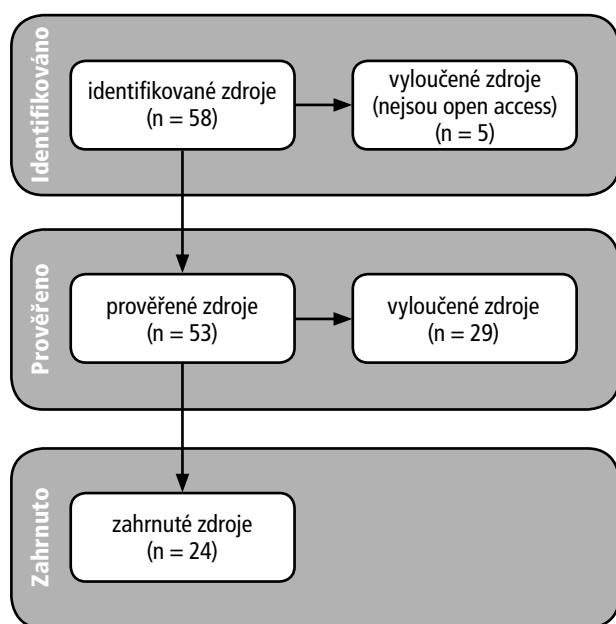 Identifikováno
identifikované zdroje
(n = 58)
vyloučené zdroje
(nejsou open access)
(n = 5)
Prověřeno
prověřené zdroje
(n = 53)
vyloučené zdroje
(n = 29)
Zahrnuto
zahrnuté zdroje
(n = 24)